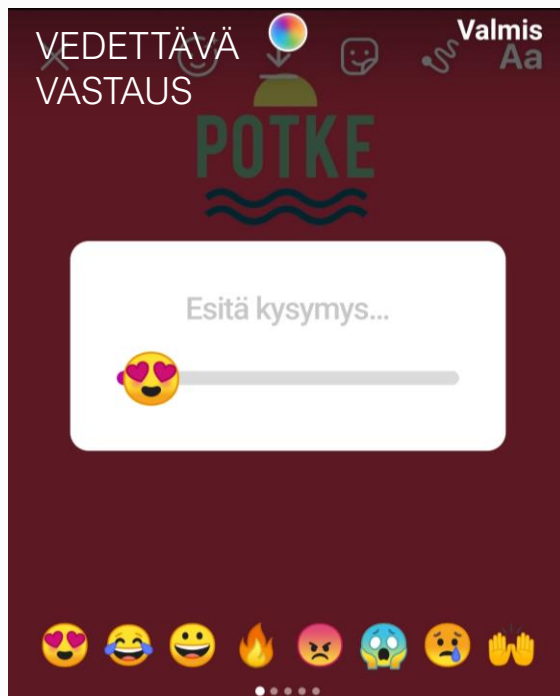 VEDETTÄVÄ
VASTAUS
Valmis
Aa
POTKE
Esitä kysymys...